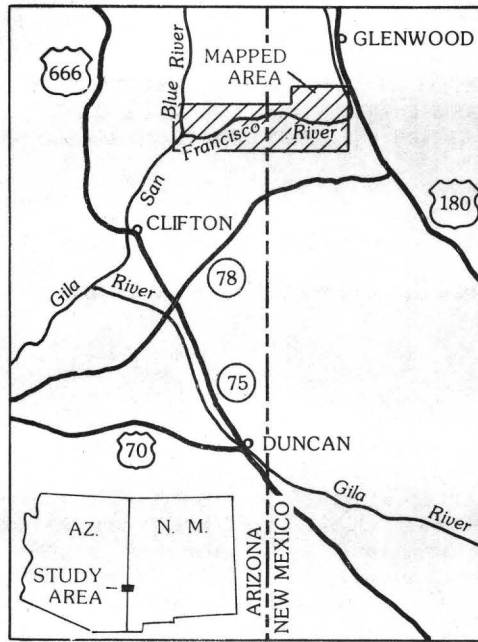 GLENWOOD
MAPPED
AREA
666
Blue River
San Francisco River
180
CLIFTON
78
Gila River
75
70
DUNCAN
Gila River
ARIZONA
NEW MEXICO
AZ.
N. M.
STUDY
AREA